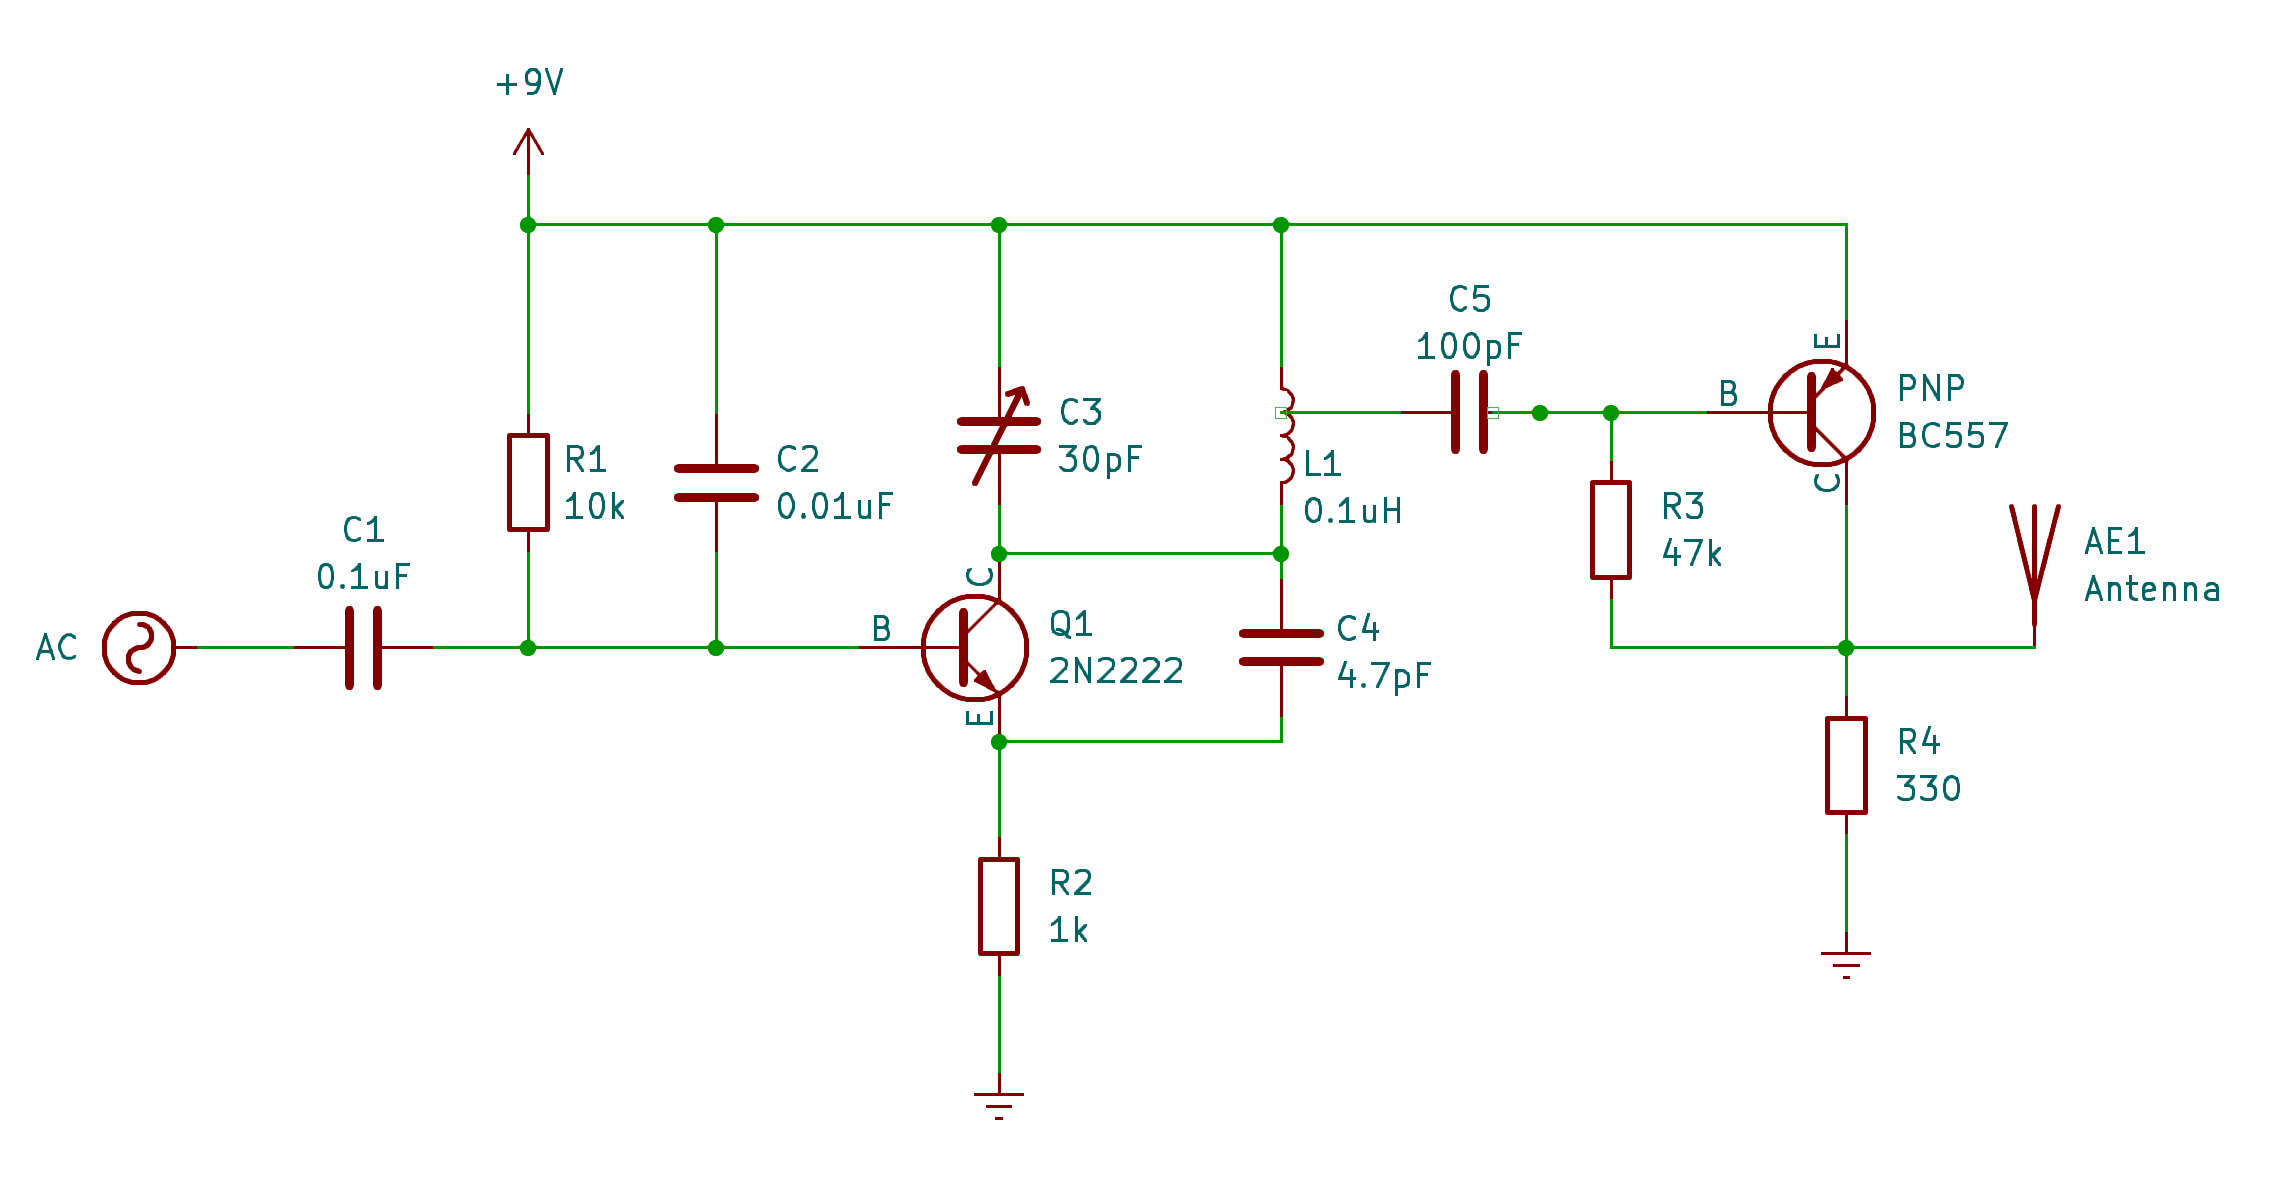 +9V
C5
100pF
E
B
PNP
BC557
C3
30pF
R1
10k
C2
0.01uF
L1
0.1uH
C
R3
47k
C1
0.1uF
AE1
Antenna
C
AC
B
Q1
2N2222
C4
4.7pF
E
R4
330
R2
1k